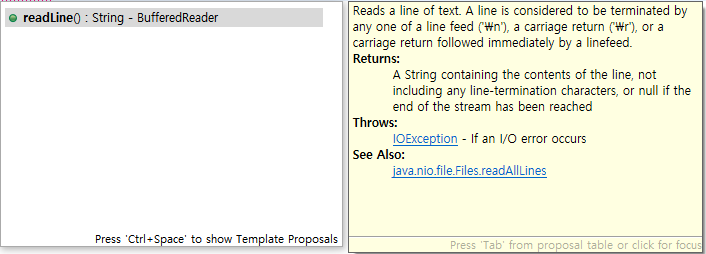 readLine() : String - BufferedReader
Press 'Ctrl+Space' to show Template Proposals
Reads a line of text. A line is considered to be terminated by
any one of a line feed ('₩n'), a carriage return ('₩r'), or a
carriage return followed immediately by a linefeed.
Returns:
A String containing the contents of the line, not
including any line-termination characters, or null if the
end of the stream has been reached
Throws:
IOException - If an I/O error occurs
See Also:
java.nio.file.Files.readAllLines
Press 'Tab' from proposal table or click for focus